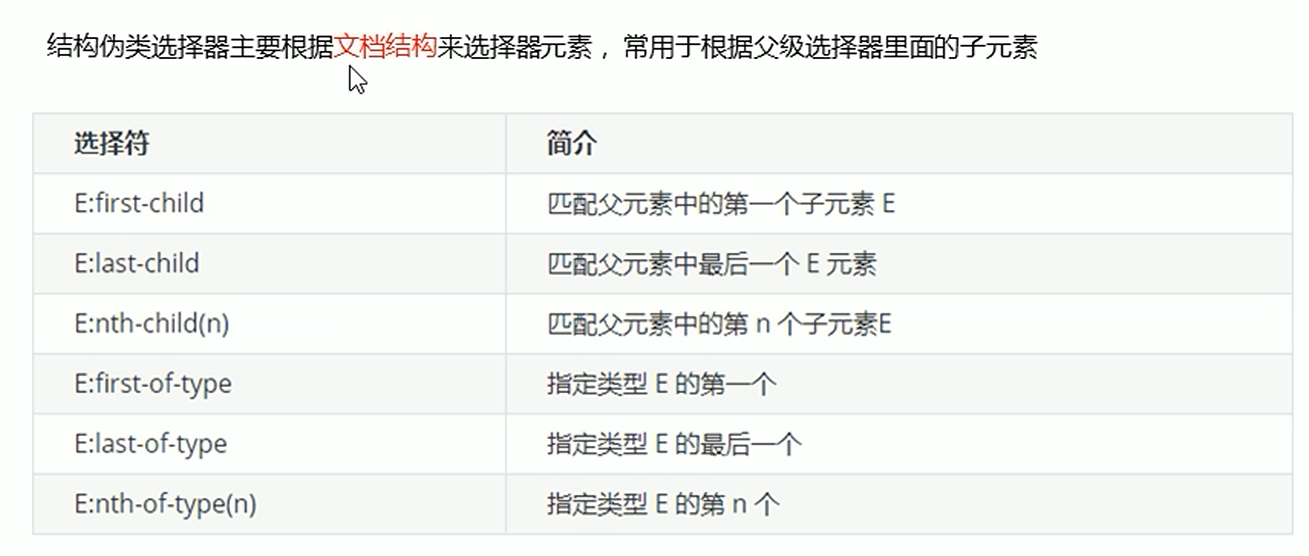 结构伪类选择器主要根据文档结构来选择器元素，常用于根据父级选择器里面的子元素
选择符 简介
E:first-child 匹配父元素中的第一个子元素 E
E:last-child 匹配父元素中最后一个 E 元素
E:nth-child(n) 匹配父元素中的第 n 个子元素E
E:first-of-type 指定类型 E 的第一个
E:last-of-type 指定类型 E 的最后一个
E:nth-of-type(n) 指定类型 E 的第 n 个